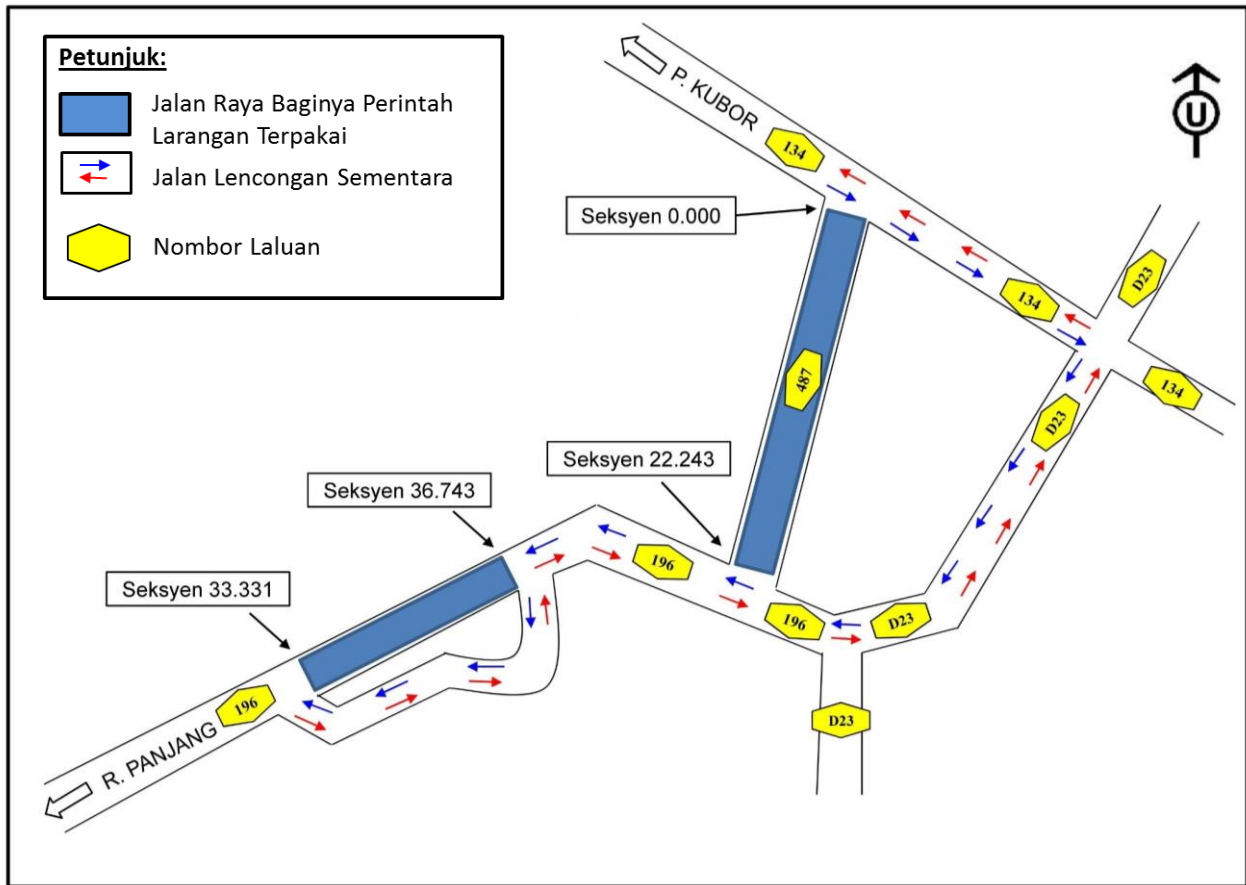 Petunjuk:
Jalan Raya Baginya Perintah
Larangan Terpakai
Jalan Lencongan Sementara
Nombor Laluan
P. KUBOR
U
134
Seksyen 0.000
134
D23
134
487
D23
Seksyen 22.243
Seksyen 36.743
196
Seksyen 33.331
196
D23
196
D23
R. PANJANG